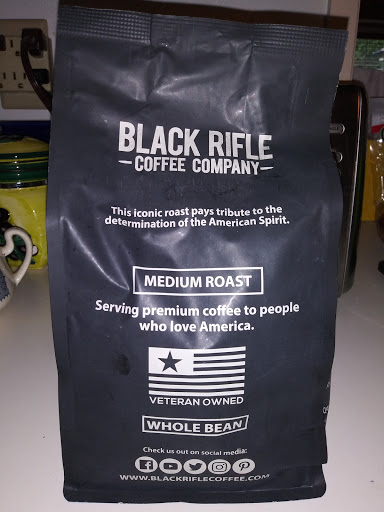 BLACK RIFLE
COFFEE COMPANY
This iconic roast pays tribute to the
determination of the American Spirit.
MEDIUM ROAST
Serving premium coffee to people
who love America.
VETERAN OWNED
WHOLE BEAN
Check us out on social media:
WWW.BLACKRIFLECOFFEE.COM